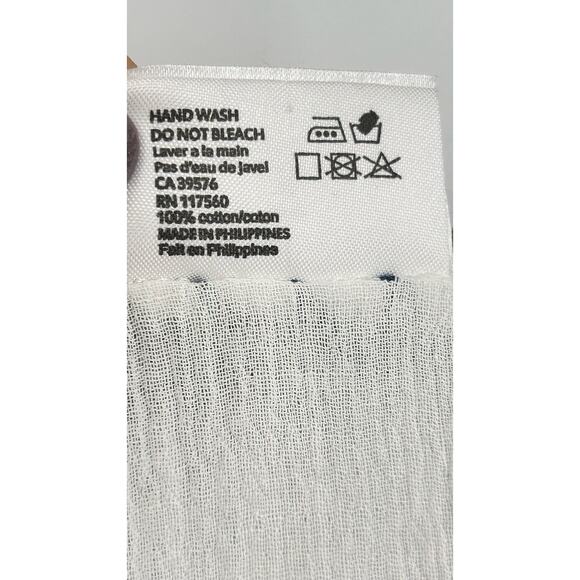 HAND WASH
DO NOT BLEACH
Laver a la main
Pas d'eau de javel
CA 39576
RN 117560
100% cotton/coton
MADE IN PHILIPPINES
Fait en Philippines